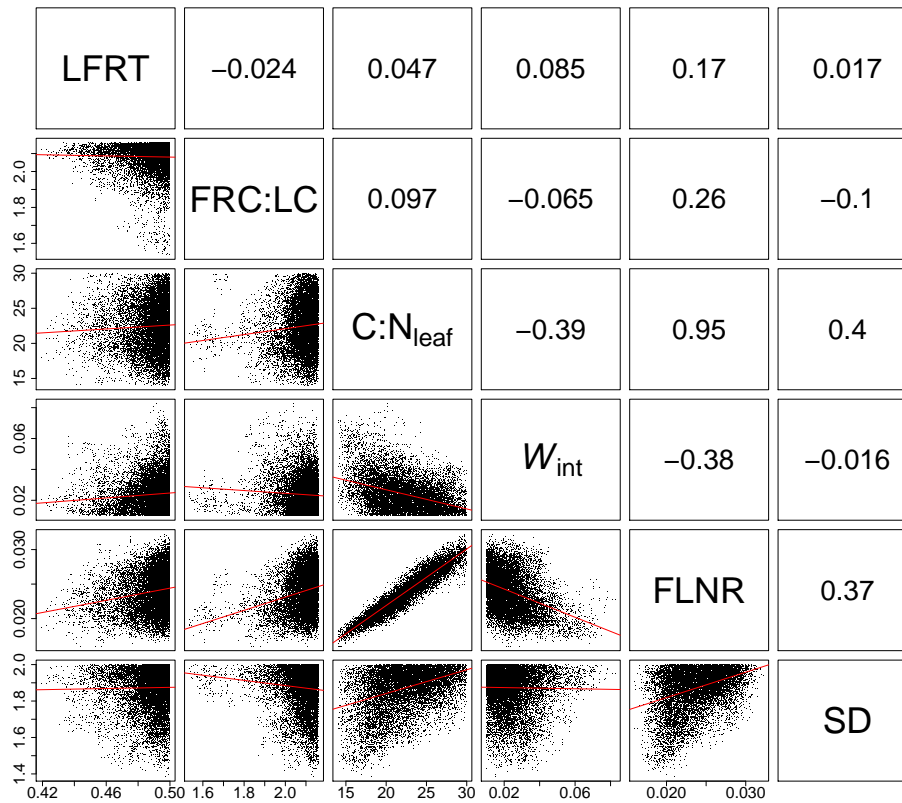 LFRT −0.024 0.047 0.085 0.17 0.017
1.6 1.8 2.0 FRC:LC 0.097 −0.065 0.26 −0.1
15 20 25 30 C:Nleaf −0.39 0.95 0.4
0.02 0.06 Wint −0.38 −0.016
0.020 0.030 FLNR 0.37
1.4 1.6 1.8 2.0 SD
0.42 0.46 0.50 1.6 1.8 2.0 15 20 25 30 0.02 0.06 0.020 0.030